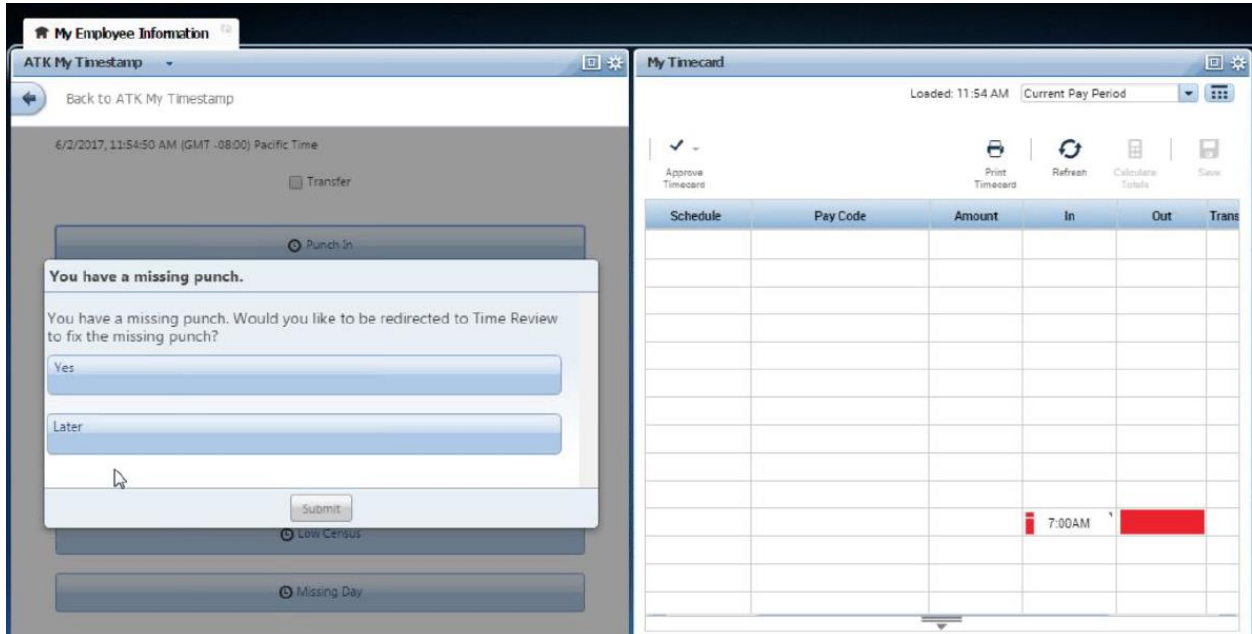 My Employee Information
ATK My Timestamp
Back to ATK My Timestamp
6/2/2017, 11:54:50 AM (GMT -08:00) Pacific Time
Transfer
Punch In
You have a missing punch.
You have a missing punch. Would you like to be redirected to Time Review
to fix the missing punch?
Yes
Later
Submit
Low Census
Missing Day
My Timecard
Loaded: 11:54 AM Current Pay Period
Approve
Timecard
Print
Timecard
Refresh
Calculate
Totals
Save
Schedule Pay Code Amount In Out Trans
7:00AM